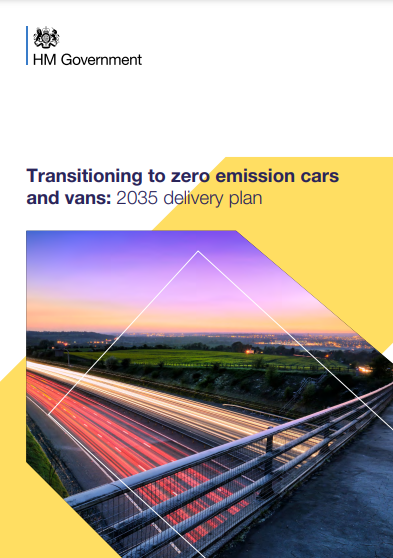 HM Government
Transitioning to zero emission cars
and vans: 2035 delivery plan